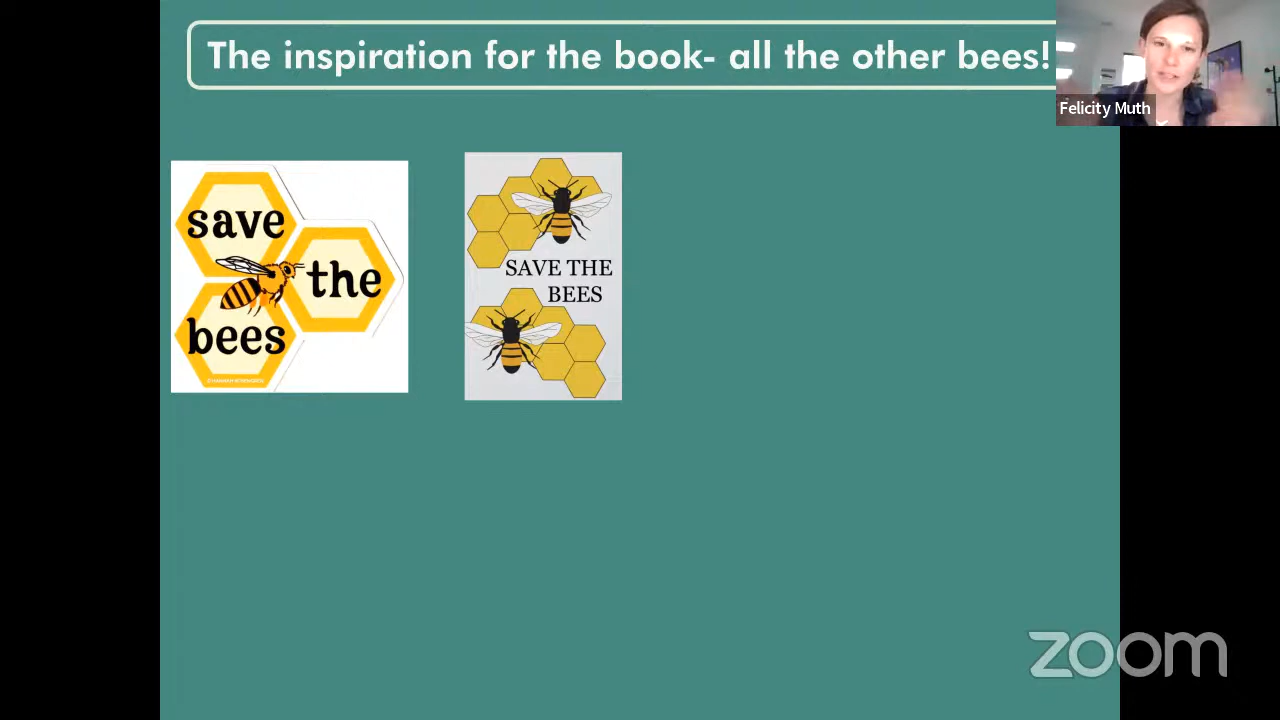 The inspiration for the book- all the other bees!
Felicity Muth
save
the
bees
SAVE THE
BEES
zoom